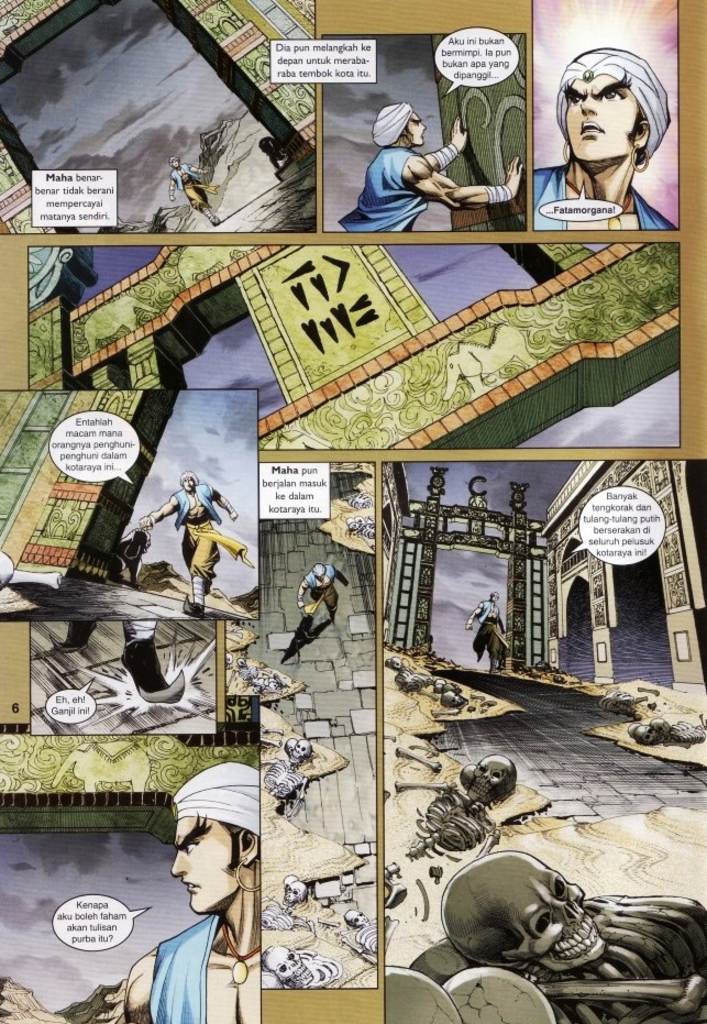 Maha benar-
benar tidak berani
mempercayai
matanya sendiri.
Dia pun melangkah ke
depan untuk meraba-
raba tembok kota itu.
Aku ini bukan
bermimpi. Ia pun
bukan apa yang
dipanggil...
...Fatamorgana!
Entahlah
macam mana
orangnya penghuni-
penghuni dalam
kotaraya ini...
Eh, eh!
Ganjil ini!
6
Kenapa
aku boleh faham
akan tulisan
purba itu?
Maha pun
berjalan masuk
ke dalam
kotaraya itu.
Banyak
tengkorak dan
tulang-tulang putih
berserakan di
seluruh pelusuk
kotaraya ini!